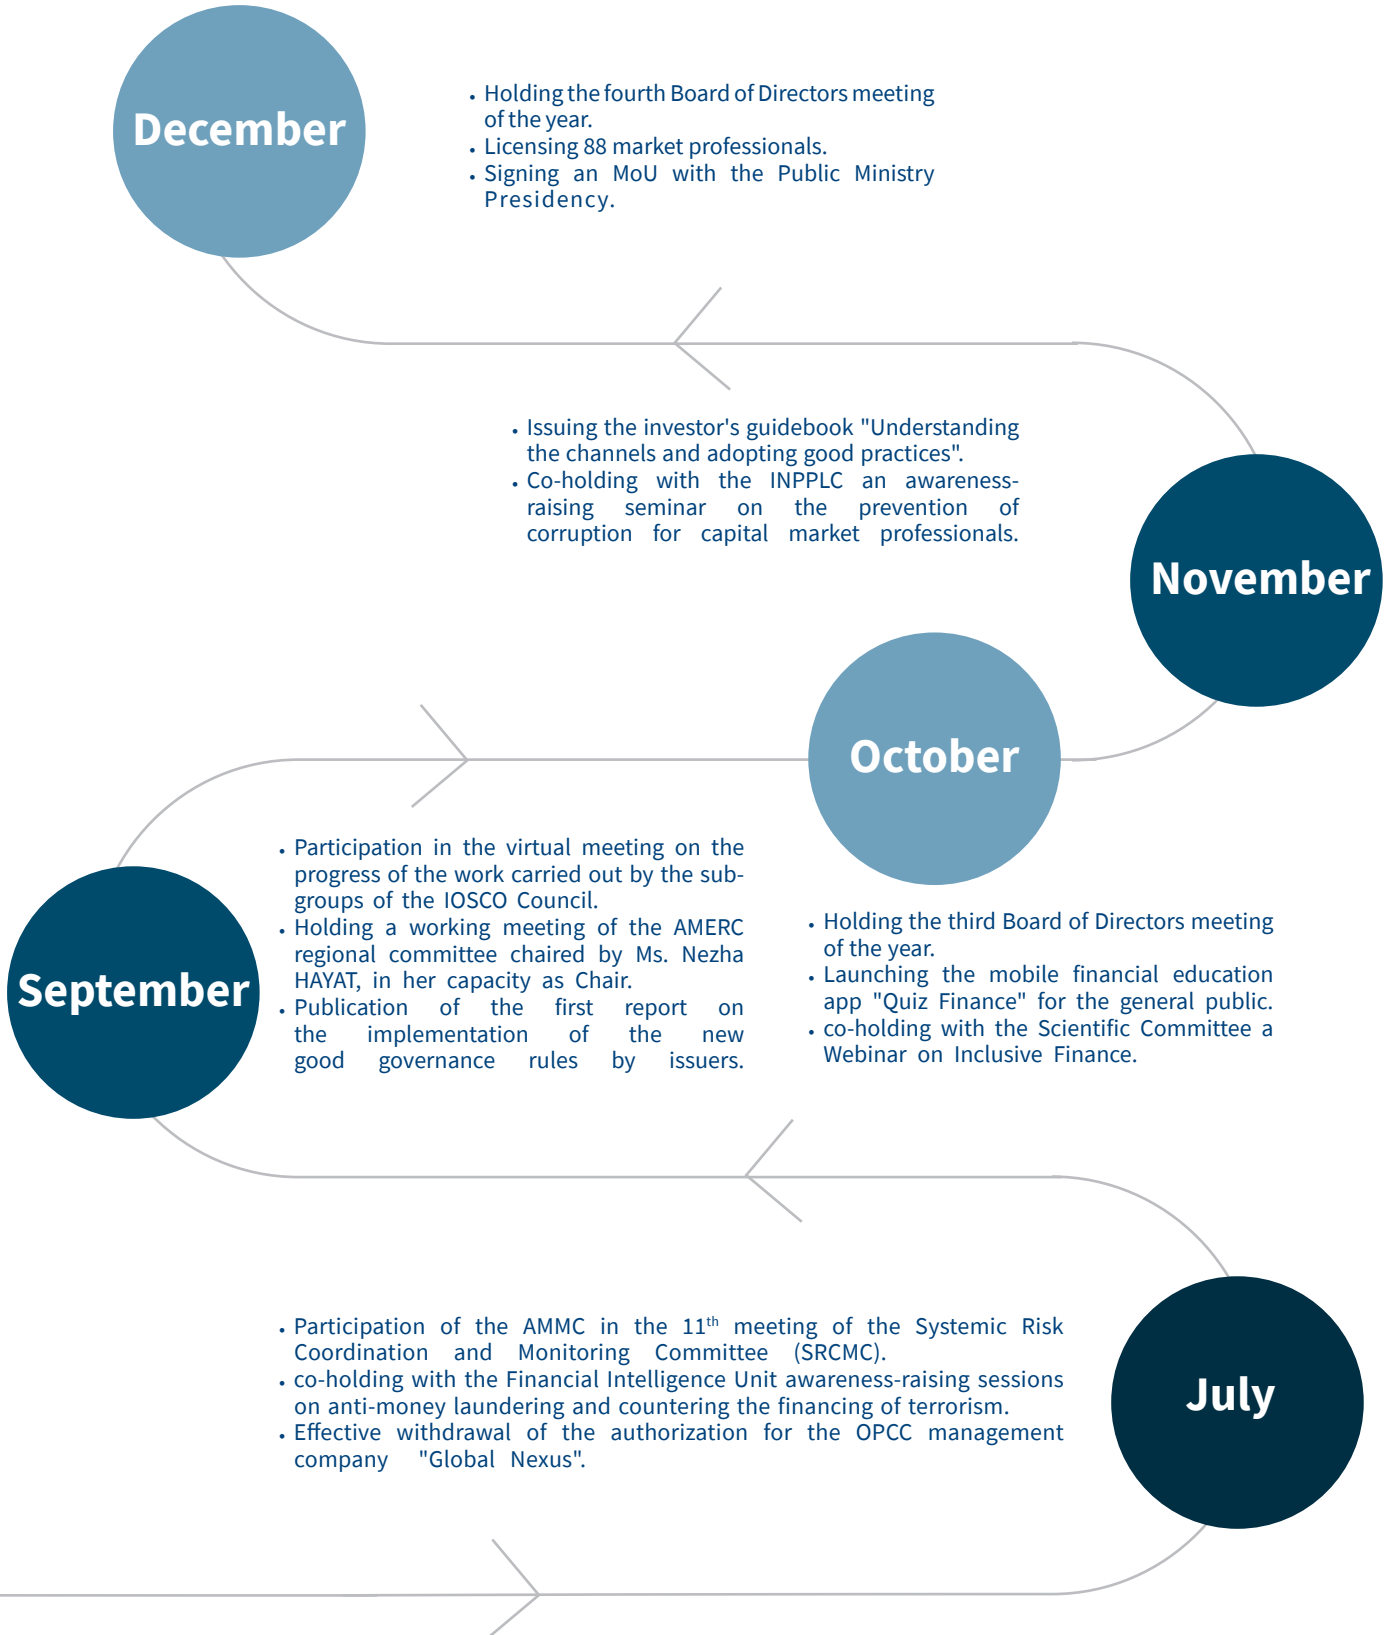 December
• Holding the fourth Board of Directors meeting
of the year.
• Licensing 88 market professionals.
• Signing an MoU with the Public Ministry
Presidency.
• Issuing the investor's guidebook "Understanding
the channels and adopting good practices".
• Co-holding with the INPPLC an awareness-
raising seminar on the prevention of
corruption for capital market professionals.
November
October
• Participation in the virtual meeting on the
progress of the work carried out by the sub-
groups of the IOSCO Council.
• Holding a working meeting of the AMERC
regional committee chaired by Ms. Nezha
HAYAT, in her capacity as Chair.
• Publication of the first report on
the implementation of the new
good governance rules by issuers.
September
• Holding the third Board of Directors meeting
of the year.
• Launching the mobile financial education
app "Quiz Finance" for the general public.
• co-holding with the Scientific Committee a
Webinar on Inclusive Finance.
• Participation of the AMMC in the 11th meeting of the Systemic Risk
Coordination and Monitoring Committee (SRCMC).
• co-holding with the Financial Intelligence Unit awareness-raising sessions
on anti-money laundering and countering the financing of terrorism.
• Effective withdrawal of the authorization for the OPCC management
company "Global Nexus".
July